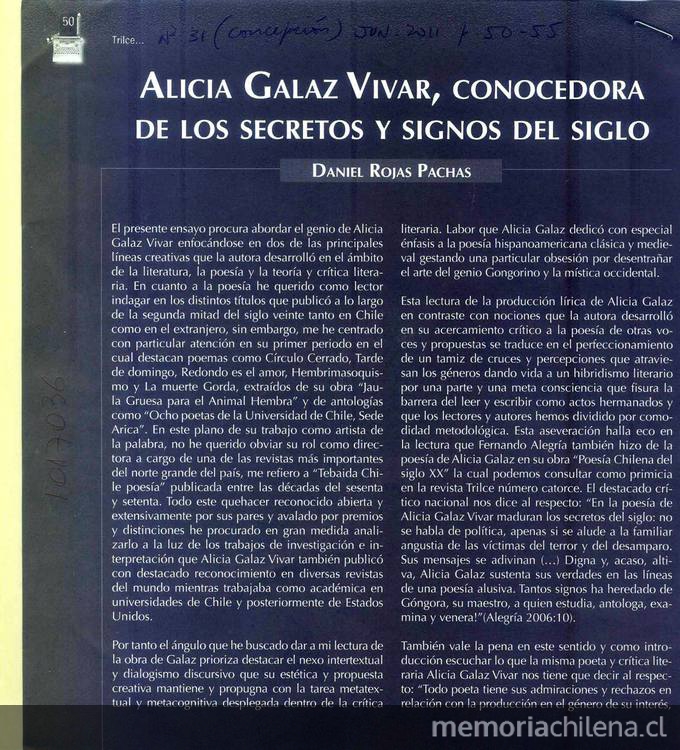 50
Trilce... Nº 31 (Concepción) JUN. 2011 p 50-55
ALICIA GALAZ VIVAR, CONOCEDORA
DE LOS SECRETOS Y SIGNOS DEL SIGLO
DANIEL ROJAS PACHAS
El presente ensayo procura abordar el genio de Alicia
Galaz Vivar enfocándose en dos de las principales
líneas creativas que la autora desarrolló en el ámbito
de la literatura, la poesía y la teoría y crítica litera-
ria. En cuanto a la poesía he querido como lector
indagar en los distintos títulos que publicó a lo largo
de la segunda mitad del siglo veinte tanto en Chile
como en el extranjero, sin embargo, me he centrado
con particular atención en su primer periodo en el
cual destacan poemas como Círculo Cerrado, Tarde
de domingo, Redondo es el amor, Hembrimasoquis-
mo y La muerte Gorda, extraídos de su obra "Jau-
la Gruesa para el Animal Hembra" y de antologías
como "Ocho poetas de la Universidad de Chile, Sede
Arica". En este plano de su trabajo como artista de
la palabra, no he querido obviar su rol como direc-
tora a cargo de una de las revistas más importantes
del norte grande del país, me refiero a "Tebaida Chi-
le poesía" publicada entre las décadas del sesenta
y setenta. Todo este quehacer reconocido abierta y
extensivamente por sus pares y avalado por premios
y distinciones he procurado en gran medida anali-
zarlo a la luz de los trabajos de investigación e in-
terpretación que Alicia Galaz Vivar también publicó
con destacado reconocimiento en diversas revistas
del mundo mientras trabajaba como académica en
universidades de Chile y posteriormente de Estados
Unidos.
Por tanto el ángulo que he buscado dar a mi lectura de
la obra de Galaz prioriza destacar el nexo intertextual
y dialogismo discursivo que su estética y propuesta
creativa mantiene y propugna con la tarea metatex-
tual y metacognitiva desplegada dentro de la crítica
literaria. Labor que Alicia Galaz dedicó con especial
énfasis a la poesía hispanoamericana clásica y medie-
val gestando una particular obsesión por desentrañar
el arte del genio Gongorino y la mística occidental.
Esta lectura de la producción lírica de Alicia Galaz
en contraste con nociones que la autora desarrolló
en su acercamiento crítico a la poesía de otras vo-
ces y propuestas se traduce en el perfeccionamiento
de un tamiz de cruces y percepciones que atravie-
san los géneros dando vida a un hibridismo literario
por una parte y una meta consciencia que fisura la
barrera del leer y escribir como actos hermanados y
que los lectores y autores hemos dividido por como-
didad metodológica. Esta aseveración halla eco en
la lectura que Fernando Alegría también hizo de la
poesía de Alicia Galaz en su obra "Poesía Chilena del
siglo XX" la cual podemos consultar como primicia
en la revista Trilce número catorce. El destacado crí-
tico nacional nos dice al respecto: "En la poesía de
Alicia Galaz Vivar maduran los secretos del siglo: no
se habla de política, apenas si se alude a la familiar
angustia de las víctimas del terror y del desamparo.
Sus mensajes se adivinan (...) Digna y, acaso, alti-
va, Alicia Galaz sustenta sus verdades en las líneas
de una poesía alusiva. Tantos signos ha heredado de
Góngora, su maestro, a quien estudia, antologa, exa-
mina y venera!"(Alegría 2006:10).
También vale la pena en este sentido y como intro-
ducción escuchar lo que la misma poeta y crítica lite-
raria Alicia Galaz Vivar nos tiene que decir al respec-
to: "Todo poeta tiene sus admiraciones y rechazos en
relación con la producción en el género de su interés,
memoriachilena.cl